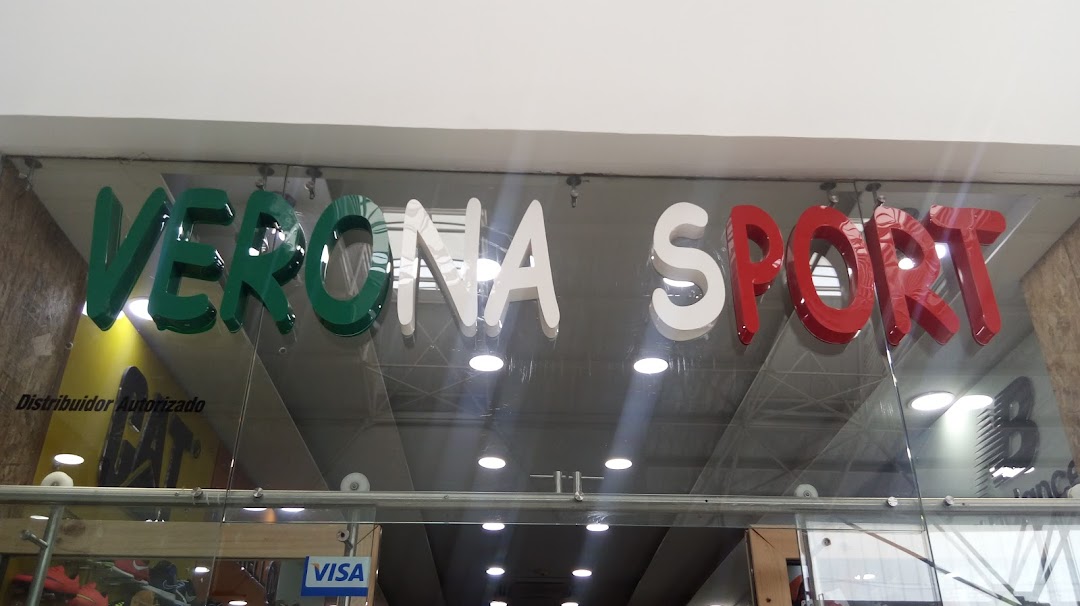 VERONA SPORT
Distribuidor Autorizado
CAT
B
VISA